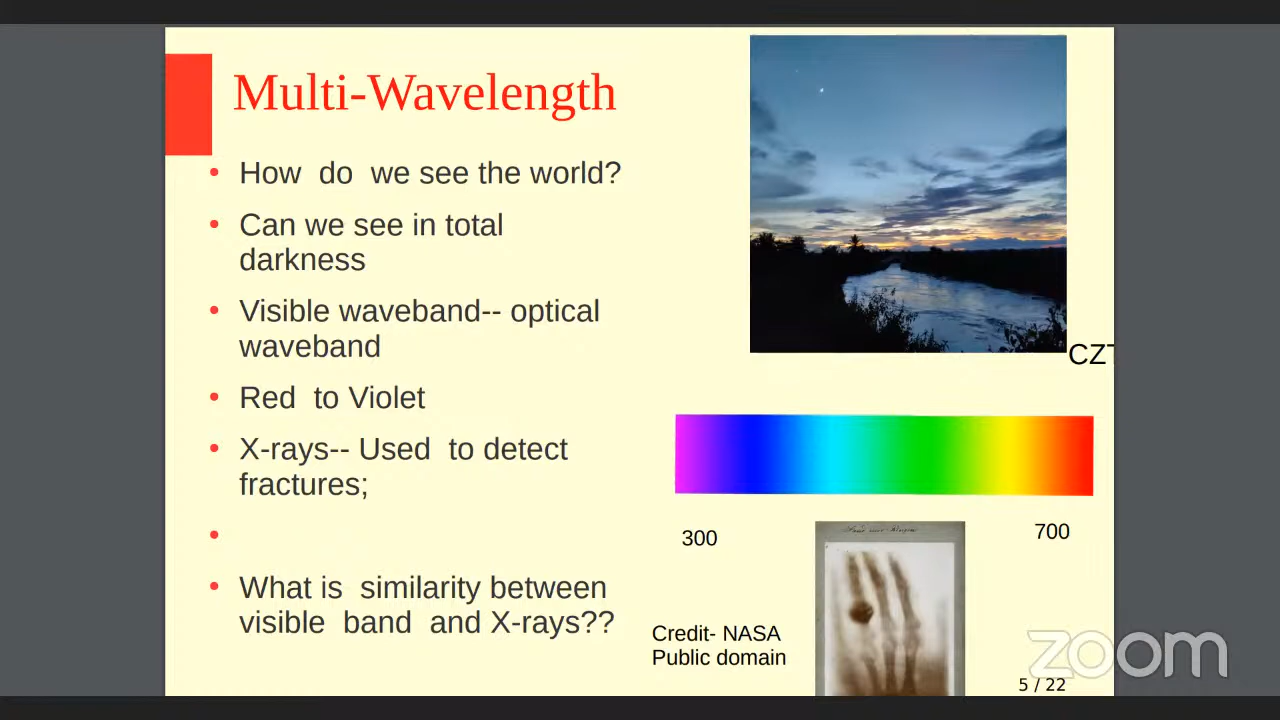 Multi-Wavelength
How do we see the world?
Can we see in total
darkness
Visible waveband-- optical
waveband
Red to Violet
X-rays-- Used to detect
fractures;
What is similarity between
visible band and X-rays??
CZT
300
700
Credit- NASA
Public domain
zoom
5 / 22